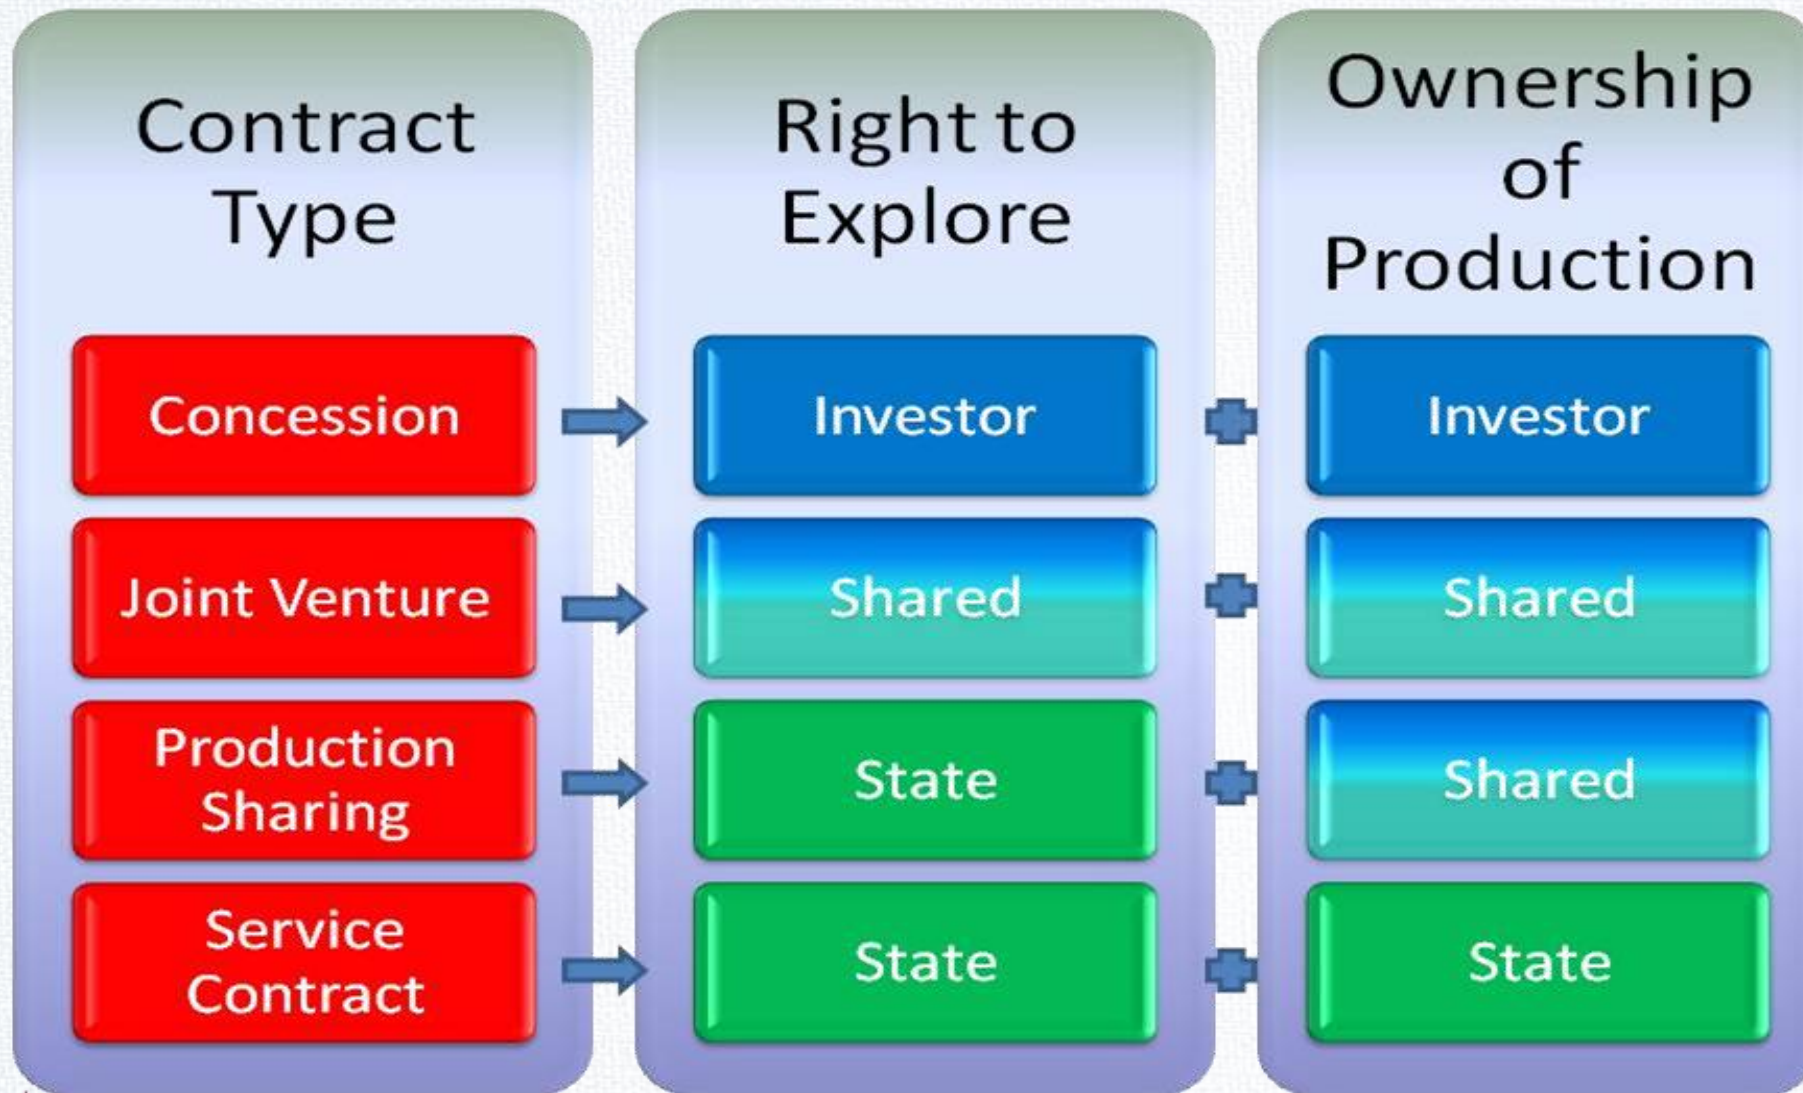 Contract
Type
Right to
Explore
Ownership
of
Production
Concession
Investor
Investor
Joint Venture
Shared
Shared
Production
Sharing
State
Shared
Service
Contract
State
State